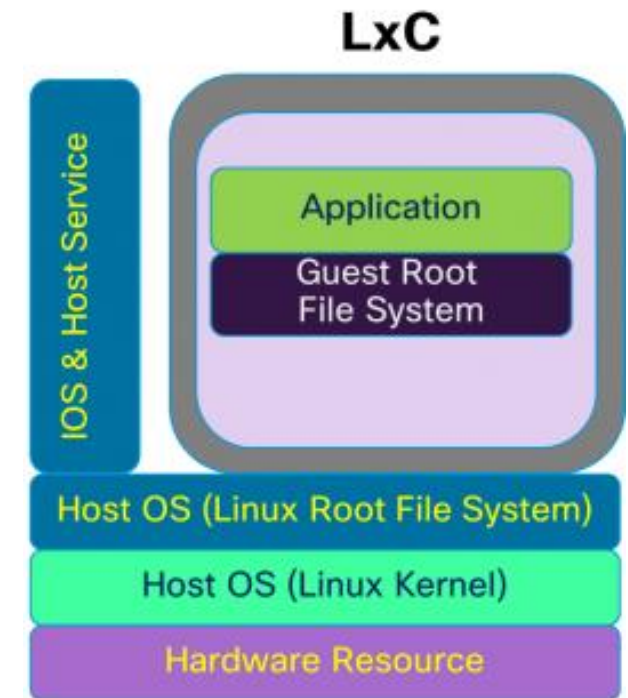 LxC
IOS & Host Service
Application
Guest Root
File System
Host OS (Linux Root File System)
Host OS (Linux Kernel)
Hardware Resource